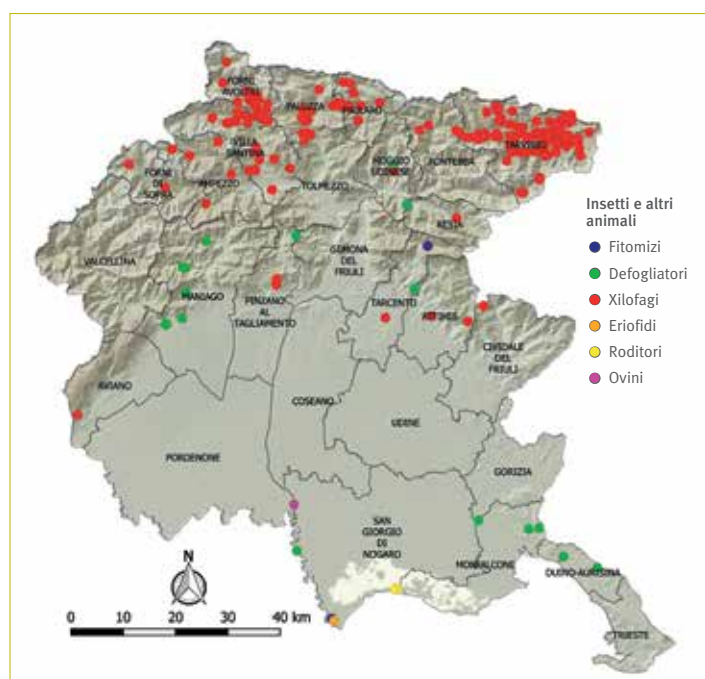 FORNI
AVOLTRI
PALUZZA
PAULARO
TARVISIO
VILLA
SANTINA
MOGGIO
UDINESE
PONTEBBA
FORNI
DI
SOPRA
AMPEZZO
TOLMEZZO
RESIA
VALCELLINA
GEMONA
DEL
FRIULI
MANIAGO
PINZANO
AL
TAGLIAMENTO
TARCENTO
ATTIMIS
CIVIDALE
DEL
FRIULI
AVIANO
COSEANO
UDINE
PORDENONE
GORIZIA
SAN
GIORGIO
DI
NOGARO
MONFALCONE
DUINO-AURISINA
TRIESTE
Insetti e altri
animali
Fitomizi
Defogliatori
Xilofagi
Eriofidi
Roditori
Ovini
N
0 10 20 30 40 km